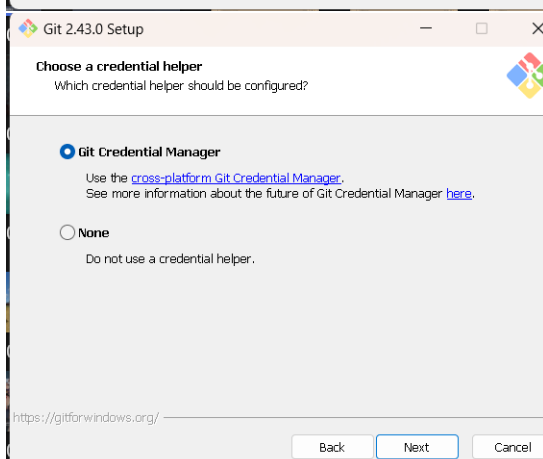 Git 2.43.0 Setup
Choose a credential helper
Which credential helper should be configured?
Git Credential Manager
Use the cross-platform Git Credential Manager.
See more information about the future of Git Credential Manager here.
None
Do not use a credential helper.
https://gitforwindows.org/
Back
Next
Cancel